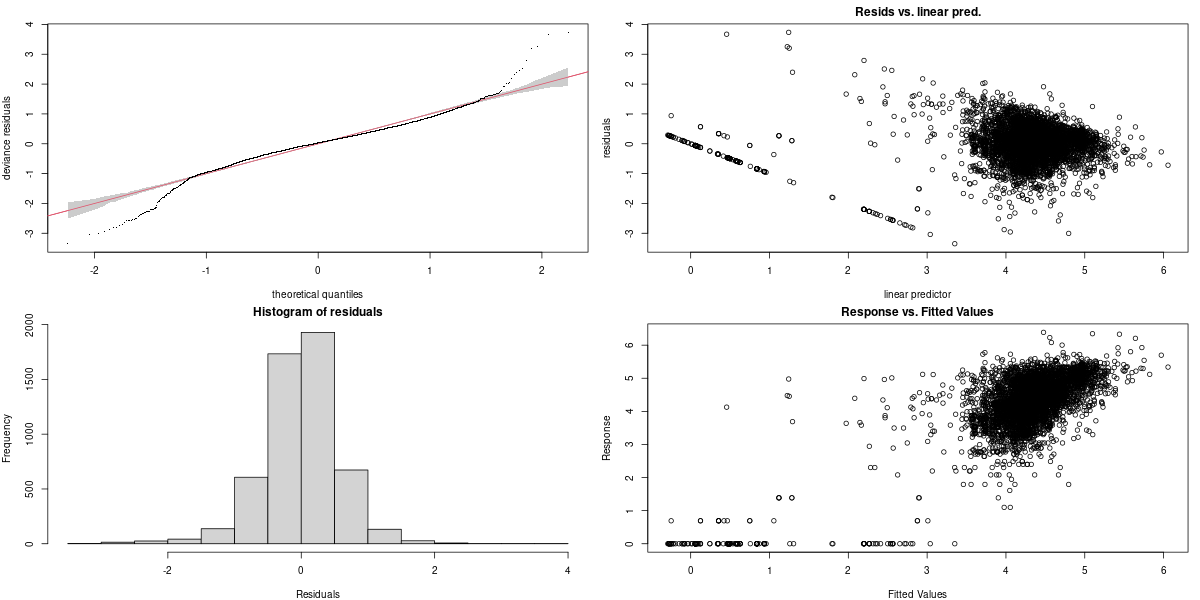 deviance residuals
4
3
2
1
0
-1
-2
-3
-2 -1 0 1 2
theoretical quantiles
Resids vs. linear pred.
residuals
4
3
2
1
0
-1
-2
-3
0 1 2 3 4 5 6
linear predictor
Histogram of residuals
Frequency
2000
1500
1000
500
0
-2 0 2 4
Residuals
Response vs. Fitted Values
Response
6
5
4
3
2
1
0
0 1 2 3 4 5 6
Fitted Values